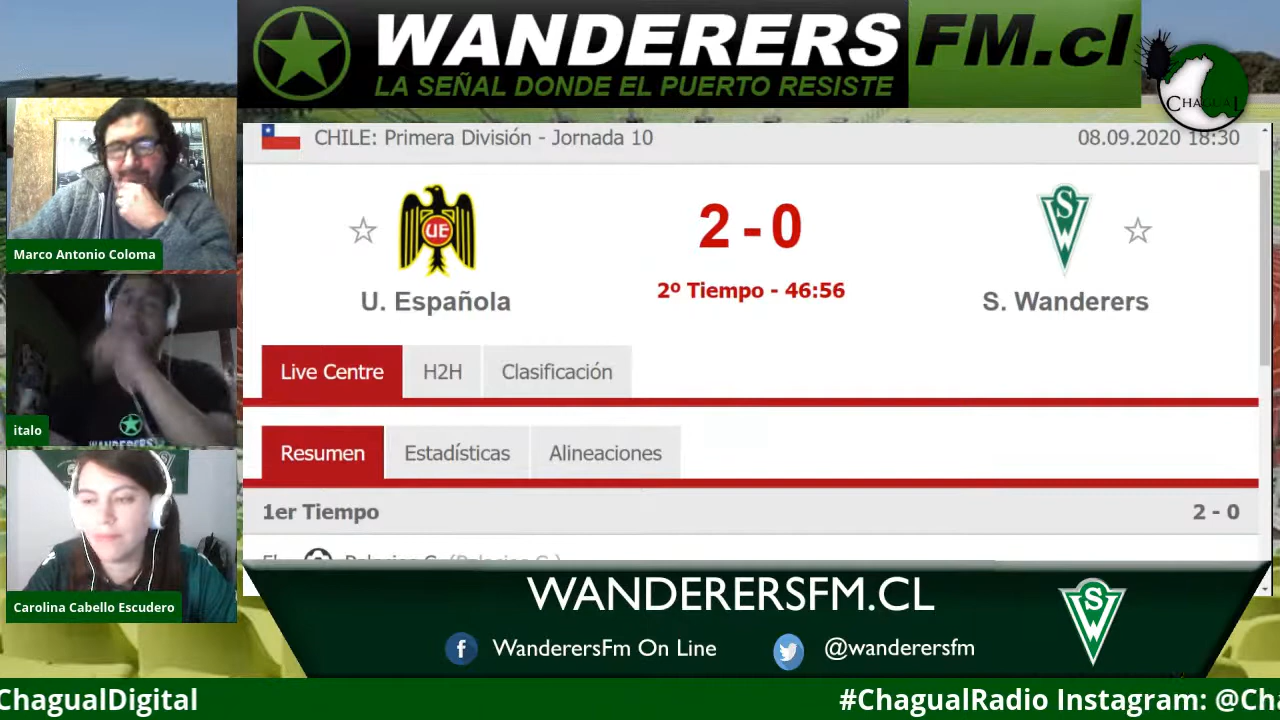 WANDERERS FM.cl
LA SEÑAL DONDE EL PUERTO RESISTE
CHAGUAL
CHILE: Primera División - Jornada 10
08.09.2020 18:30
UE
2 - 0
S
W
2º Tiempo - 46:56
U. Española
S. Wanderers
Live Centre
H2H
Clasificación
Resumen
Estadísticas
Alineaciones
1er Tiempo
2 - 0
Marco Antonio Coloma
italo
WANDERERS
Carolina Cabello Escudero
WANDERERSFM.CL
WanderersFm On Line
@wanderersfm
S
W
ChagualDigital
#ChagualRadio Instagram: @Cha